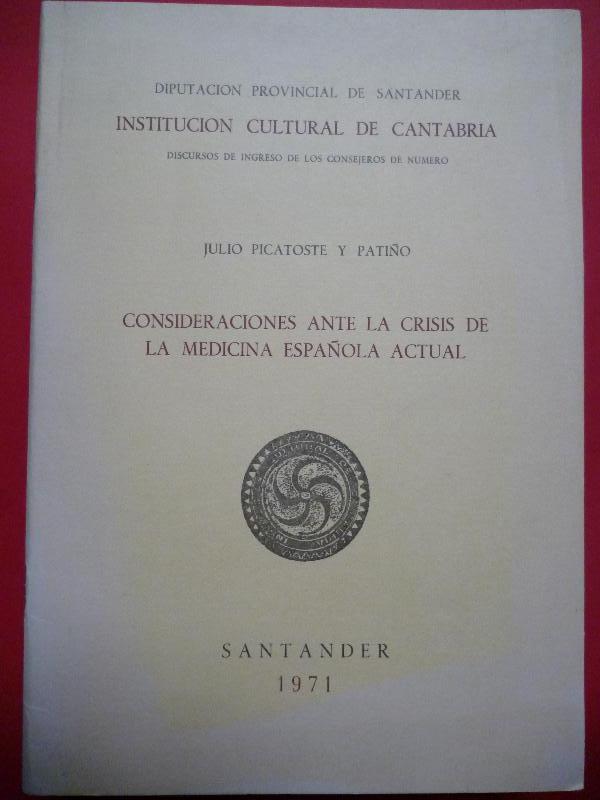 DIPUTACION PROVINCIAL DE SANTANDER
INSTITUCION CULTURAL DE CANTABRIA
DISCURSOS DE INGRESO DE LOS CONSEJEROS DE NUMERO
JULIO PICATOSTE Y PATIÑO
CONSIDERACIONES ANTE LA CRISIS DE
LA MEDICINA ESPAÑOLA ACTUAL
SANTANDER
1971